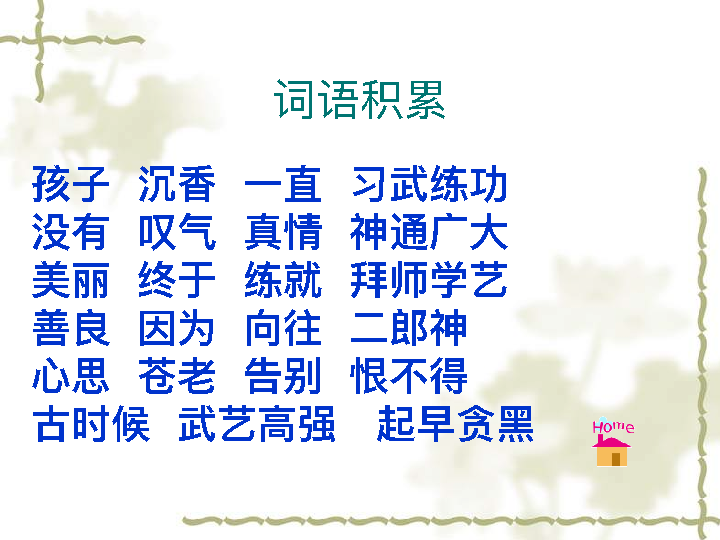 词语积累
孩子 沉香 一直 习武练功
没有 叹气 真情 神通广大
美丽 终于 练就 拜师学艺
善良 因为 向往 二郎神
心思 苍老 告别 恨不得
古时候 武艺高强 起早贪黑
Home